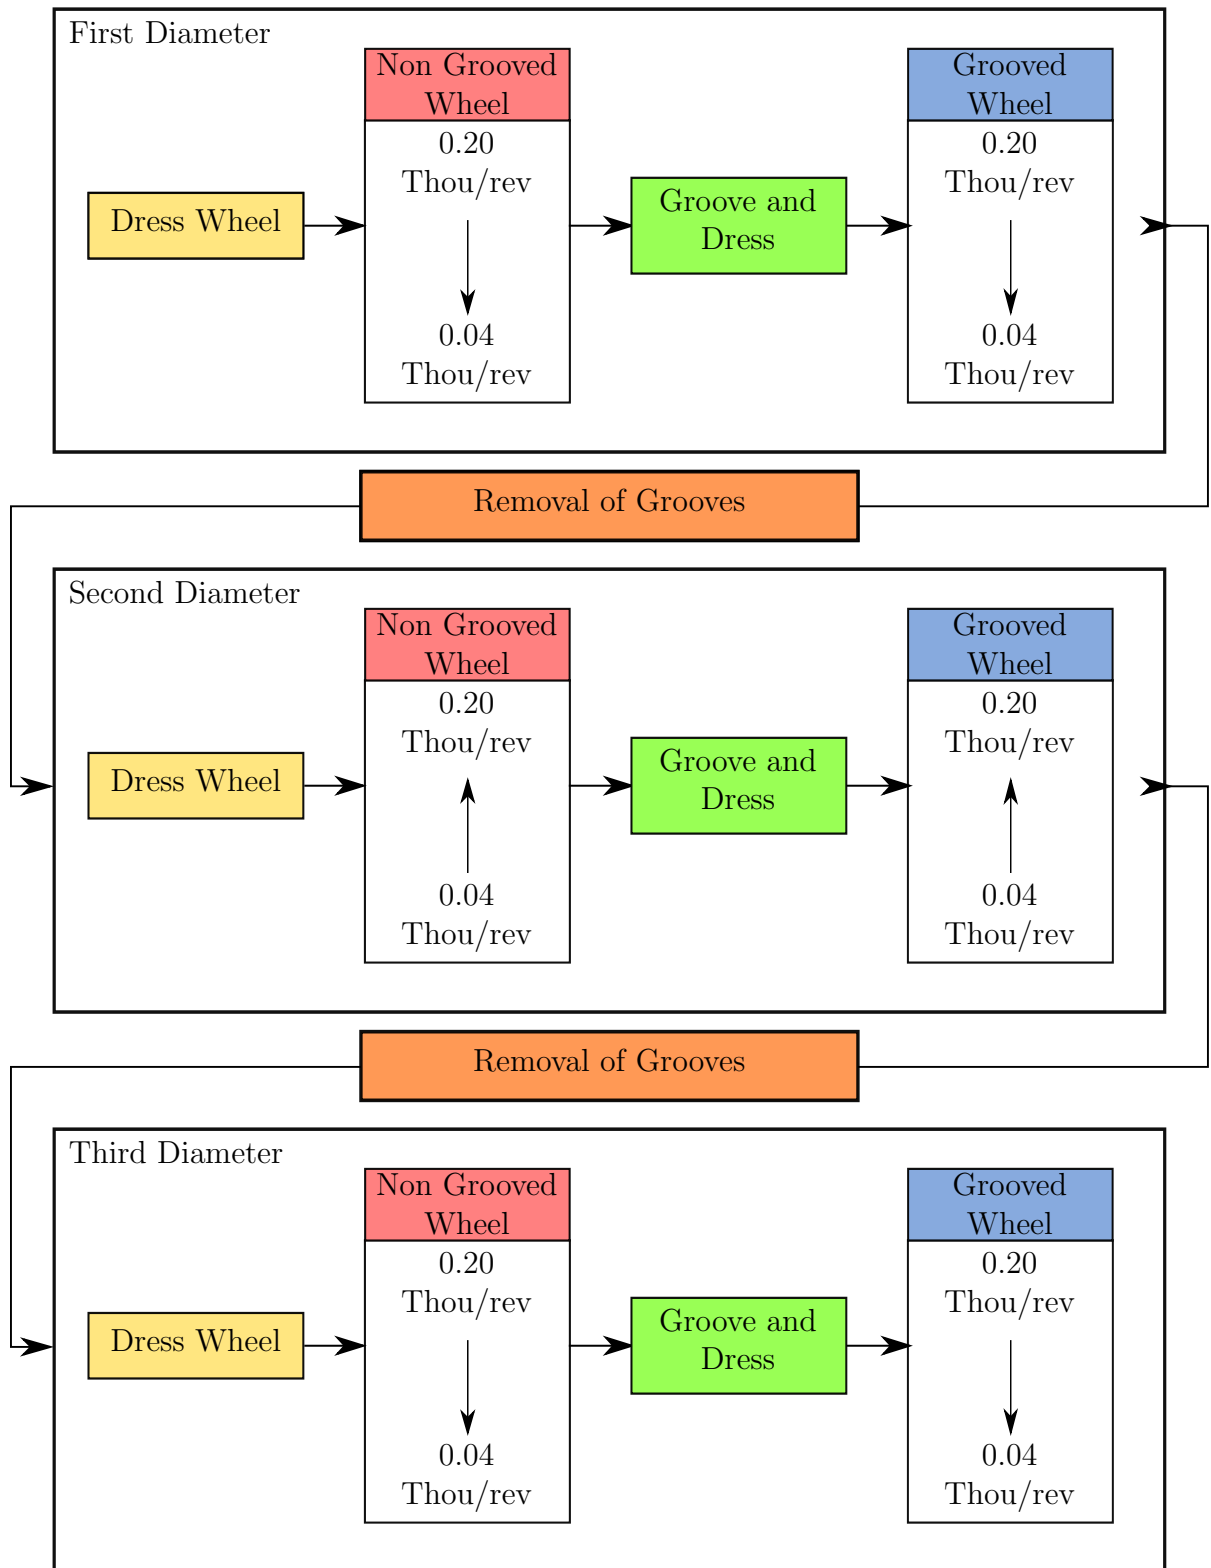 First Diameter
Non Grooved
Wheel
0.20
Thou/rev
0.04
Thou/rev
Dress Wheel
Groove and
Dress
Grooved
Wheel
0.20
Thou/rev
0.04
Thou/rev
Removal of Grooves
Second Diameter
Non Grooved
Wheel
0.20
Thou/rev
0.04
Thou/rev
Dress Wheel
Groove and
Dress
Grooved
Wheel
0.20
Thou/rev
0.04
Thou/rev
Removal of Grooves
Third Diameter
Non Grooved
Wheel
0.20
Thou/rev
0.04
Thou/rev
Dress Wheel
Groove and
Dress
Grooved
Wheel
0.20
Thou/rev
0.04
Thou/rev